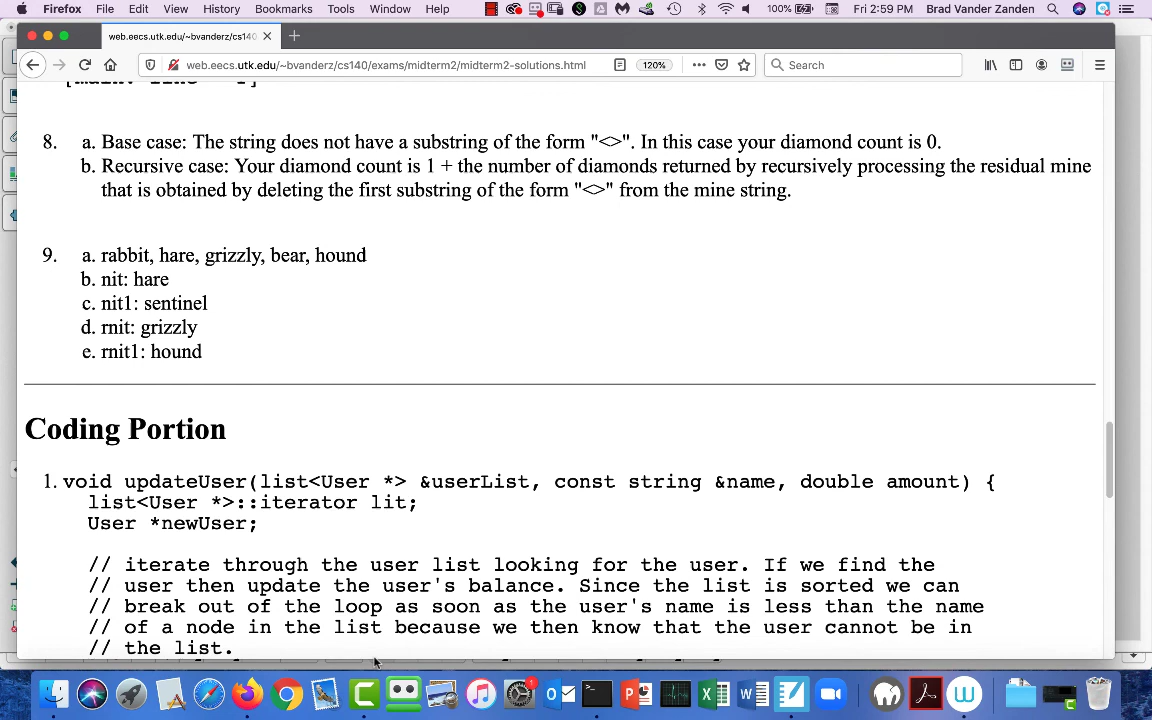 Firefox File Edit View History Bookmarks Tools Window Help 100% Fri 2:59 PM Brad Vander Zanden
web.eecs.utk.edu/~bvanderz/cs140
web.eecs.utk.edu/~bvanderz/cs140/exams/midterm2/midterm2-solutions.html 120% Search
8. a. Base case: The string does not have a substring of the form "<>". In this case your diamond count is 0.
b. Recursive case: Your diamond count is 1 + the number of diamonds returned by recursively processing the residual mine
that is obtained by deleting the first substring of the form "<>" from the mine string.
9. a. rabbit, hare, grizzly, bear, hound
b. nit: hare
c. nit1: sentinel
d. rnit: grizzly
e. rnit1: hound
Coding Portion
1. void updateUser(list<User *> &userList, const string &name, double amount) {
list<User *>::iterator lit;
User *newUser;
// iterate through the user list looking for the user. If we find the
// user then update the user's balance. Since the list is sorted we can
// break out of the loop as soon as the user's name is less than the name
// of a node in the list because we then know that the user cannot be in
// the list.